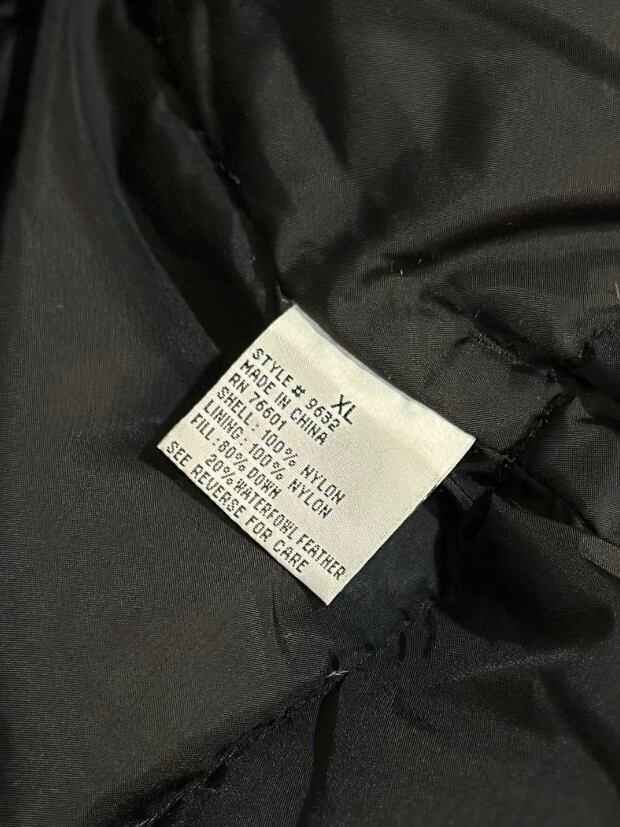 XL
STYLE # 9632
MADE IN CHINA
RN 76601
SHELL: 100% NYLON
LINING: 100% NYLON
FILL: 80% DOWN
20% WATERFOWL FEATHER
SEE REVERSE FOR CARE